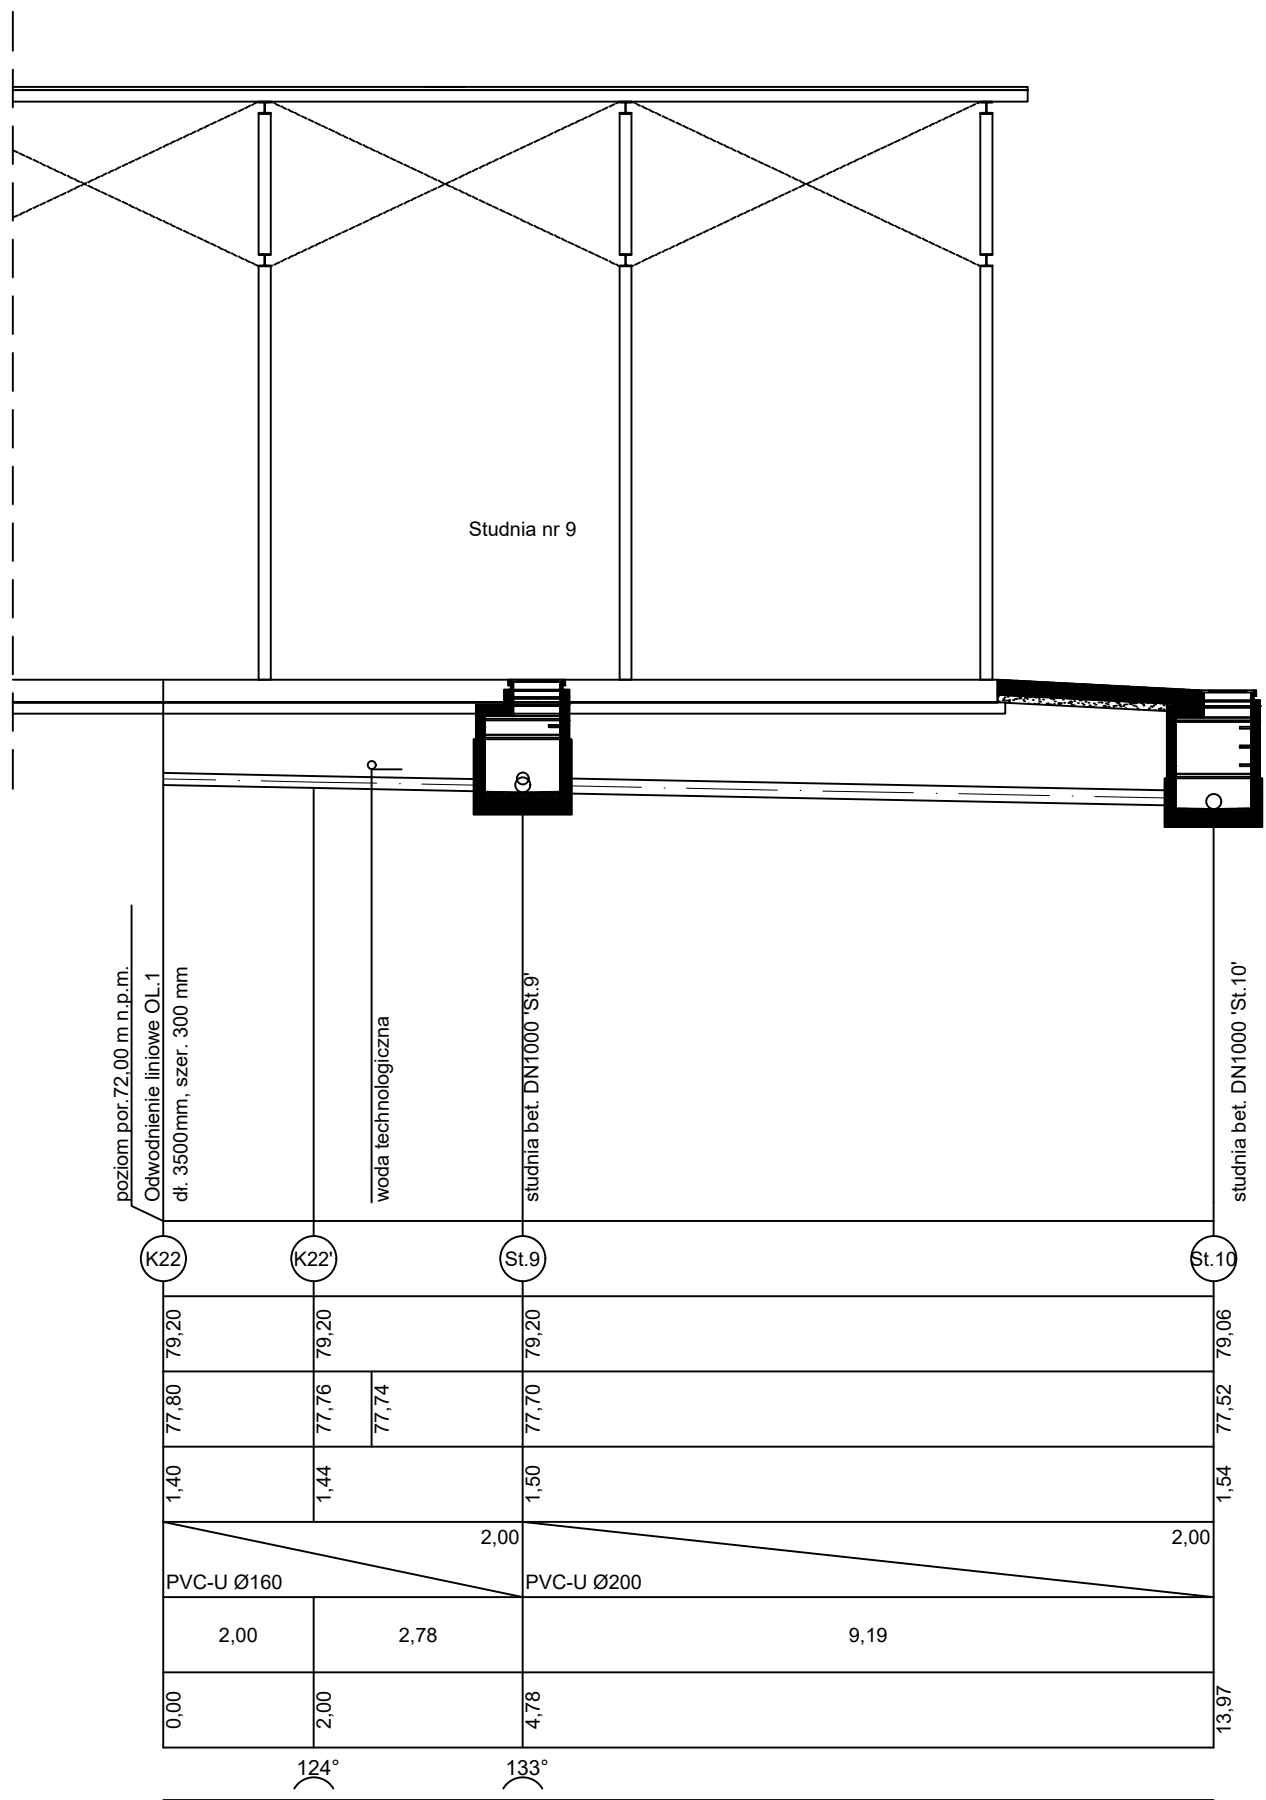 Studnia nr 9
poziom por.72,00 m n.p.m.
Odwodnienie liniowe OL.1
dł. 3500mm, szer. 300 mm
woda technologiczna
studnia bet. DN1000 'St.9'
studnia bet. DN1000 'St.10'
K22 K22' St.9 St.10
79,20 79,20 79,20 79,06
77,80 77,76 77,74 77,70 77,52
1,40 1,44 1,50 1,54
2,00 2,00
PVC-U Ø160 PVC-U Ø200
2,00 2,78 9,19
0,00 2,00 4,78 13,97
124° 133°